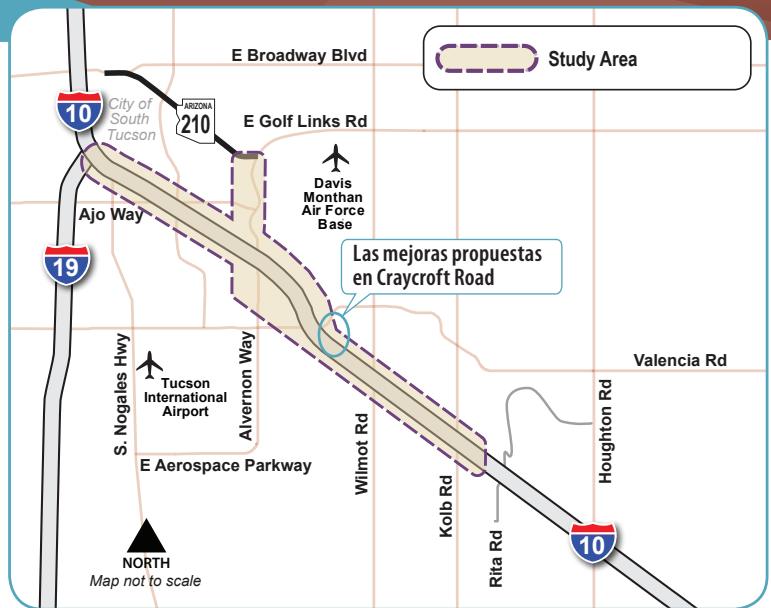 E Broadway Blvd
Study Area
10
City of
South
Tucson
ARIZONA
210
E Golf Links Rd
Davis
Monthan
Air Force
Base
Ajo Way
19
Las mejoras propuestas
en Craycroft Road
S. Nogales Hwy
Tucson
International
Airport
Alvernon Way
Valencia Rd
Wilmot Rd
Houghton Rd
E Aerospace Parkway
Kolb Rd
Rita Rd
10
NORTH
Map not to scale